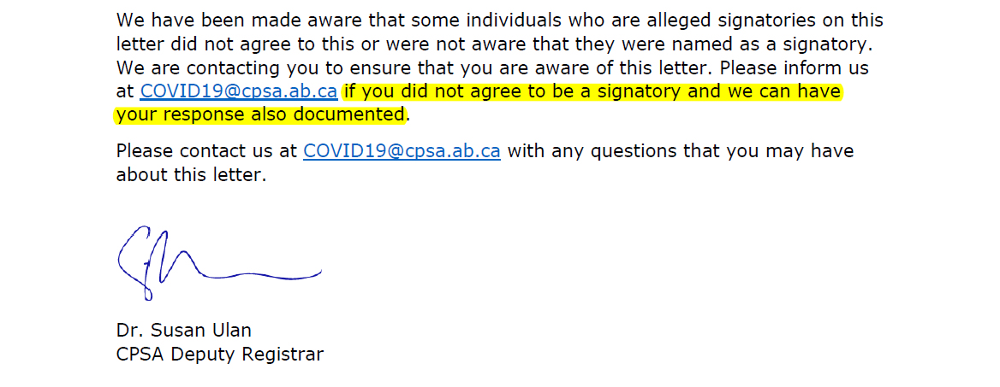 We have been made aware that some individuals who are alleged signatories on this
letter did not agree to this or were not aware that they were named as a signatory.
We are contacting you to ensure that you are aware of this letter. Please inform us
at COVID19@cpsa.ab.ca if you did not agree to be a signatory and we can have
your response also documented.
Please contact us at COVID19@cpsa.ab.ca with any questions that you may have
about this letter.
Dr. Susan Ulan
CPSA Deputy Registrar